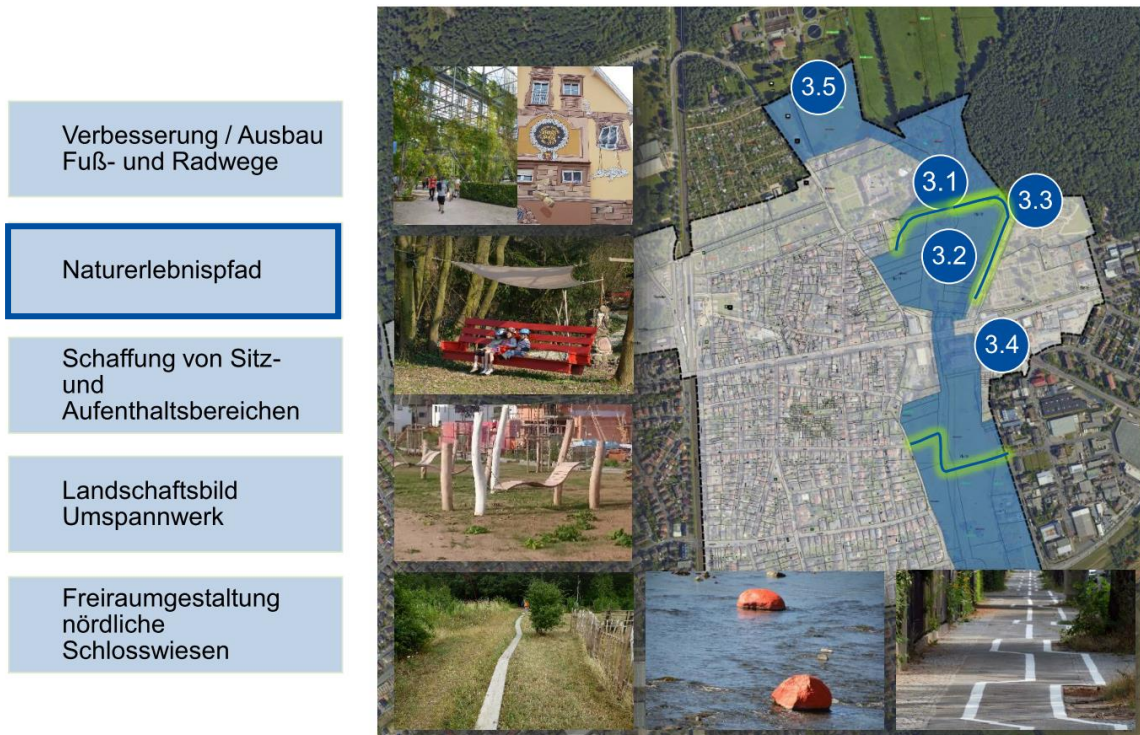 Verbesserung / Ausbau
Fuß- und Radwege
Naturerlebnispfad
Schaffung von Sitz-
und
Aufenthaltsbereichen
Landschaftsbild
Umspannwerk
Freiraumgestaltung
nördliche
Schlosswiesen
3.5
3.1
3.3
3.2
3.4